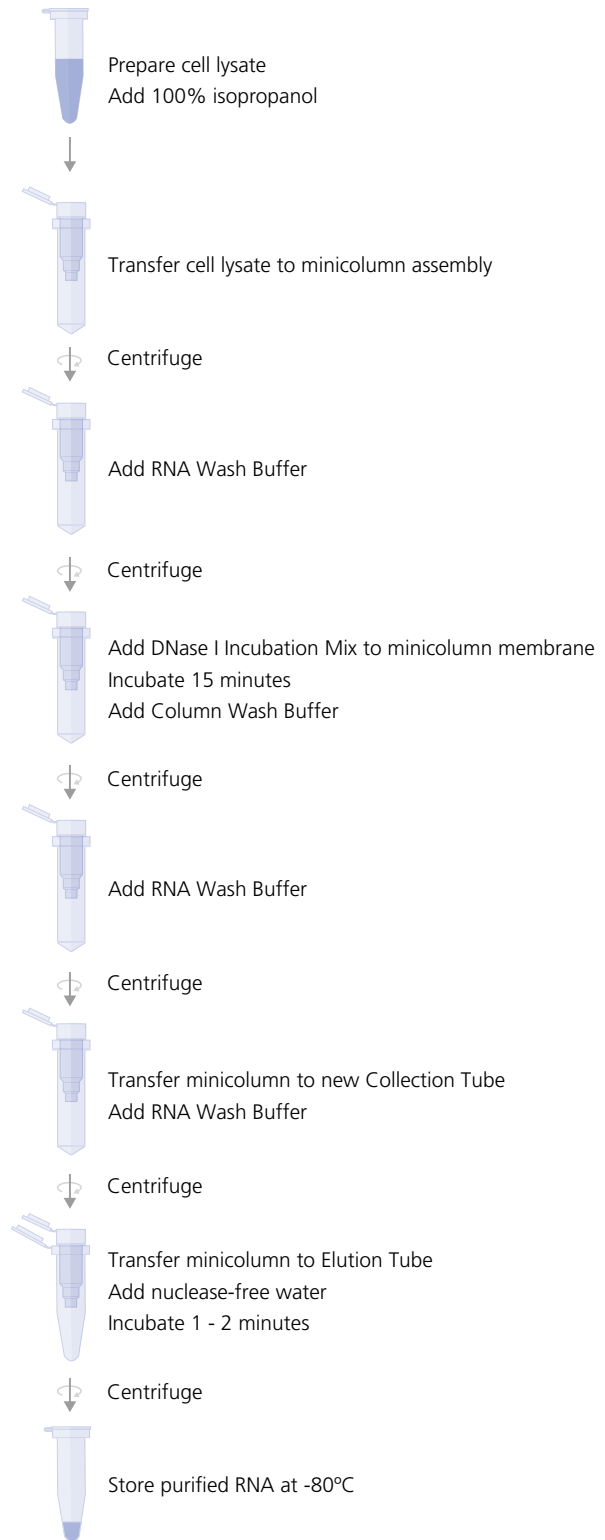 Prepare cell lysate
Add 100% isopropanol
Transfer cell lysate to minicolumn assembly
Centrifuge
Add RNA Wash Buffer
Centrifuge
Add DNase I Incubation Mix to minicolumn membrane
Incubate 15 minutes
Add Column Wash Buffer
Centrifuge
Add RNA Wash Buffer
Centrifuge
Transfer minicolumn to new Collection Tube
Add RNA Wash Buffer
Centrifuge
Transfer minicolumn to Elution Tube
Add nuclease-free water
Incubate 1 - 2 minutes
Centrifuge
Store purified RNA at -80ºC